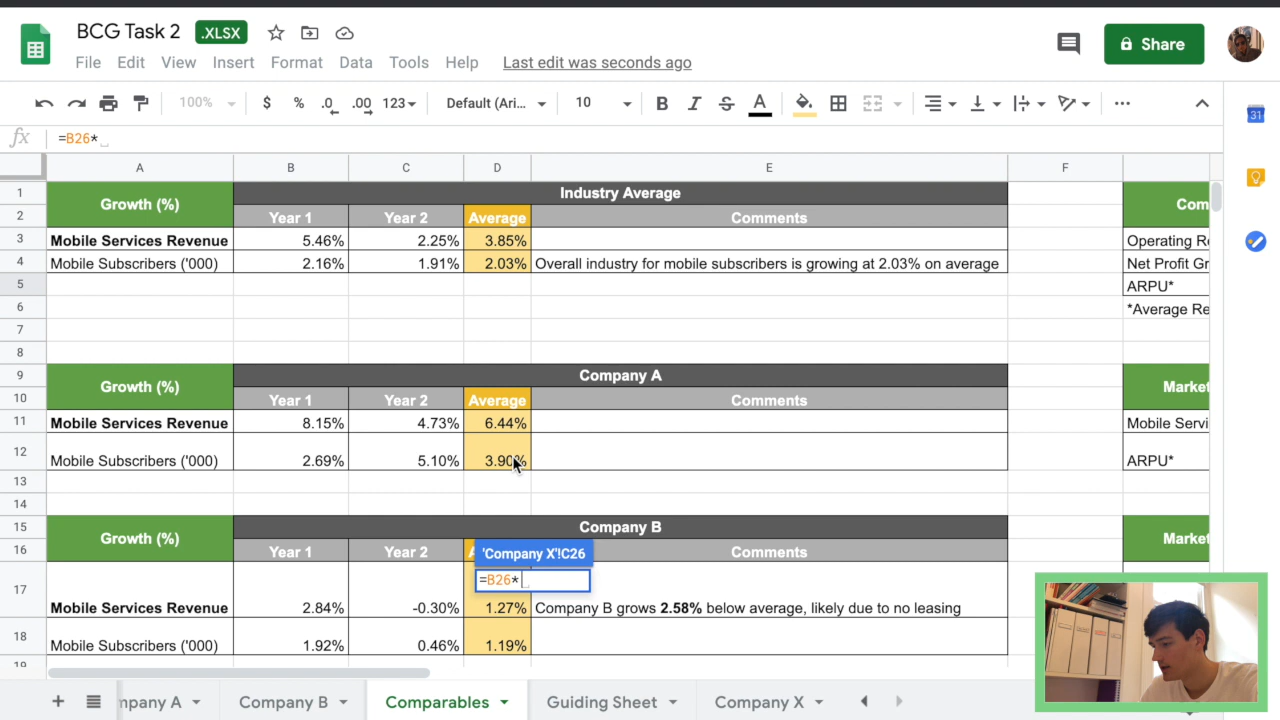 BCG Task 2 .XLSX
File Edit View Insert Format Data Tools Help Last edit was seconds ago
Share
100% $ % .0 .00 123 Default (Ari... 10 B I S A
fx =B26*
A B C D E F
1 Growth (%) Industry Average Com
2 Year 1 Year 2 Average Comments
3 Mobile Services Revenue 5.46% 2.25% 3.85% Operating Re
4 Mobile Subscribers ('000) 2.16% 1.91% 2.03% Overall industry for mobile subscribers is growing at 2.03% on average Net Profit Gr
5 ARPU*
6 *Average Re
7
8
9 Growth (%) Company A Market
10 Year 1 Year 2 Average Comments
11 Mobile Services Revenue 8.15% 4.73% 6.44% Mobile Servi
12 Mobile Subscribers ('000) 2.69% 5.10% 3.90% ARPU*
13
14
15 Growth (%) Company B Market
16 Year 1 Year 2 Comments
'Company X'!C26
=B26*
17 Mobile Services Revenue 2.84% -0.30% 1.27% Company B grows 2.58% below average, likely due to no leasing
18 Mobile Subscribers ('000) 1.92% 0.46% 1.19%
19
+ mpany A Company B Comparables Guiding Sheet Company X
31